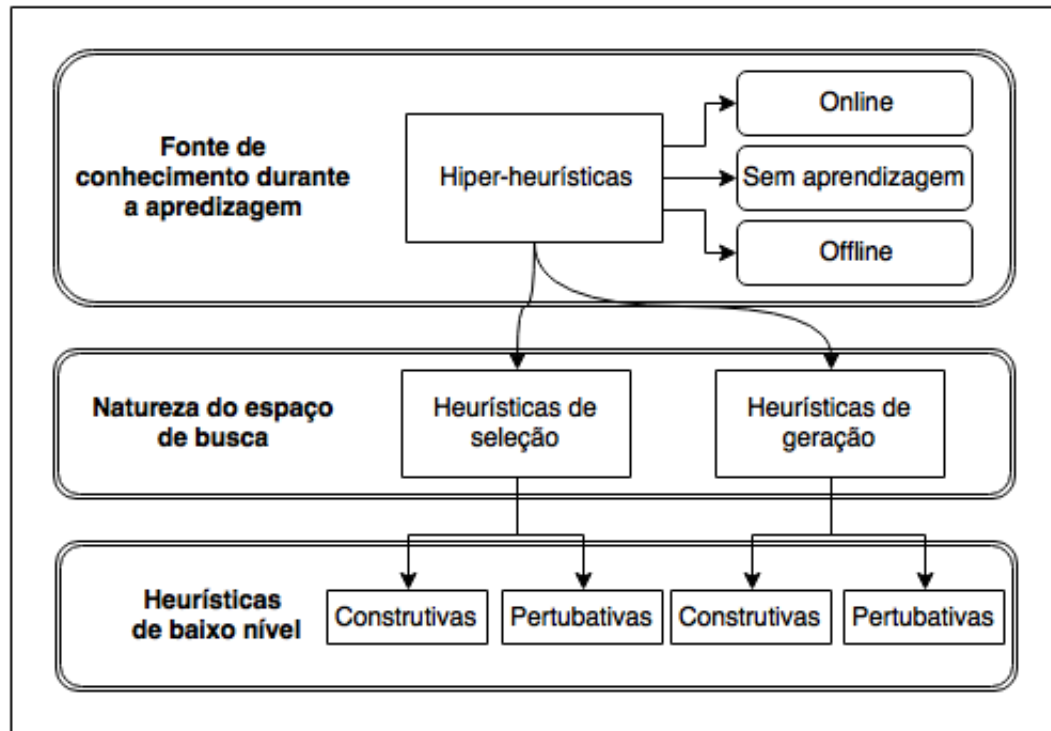 Fonte de
conhecimento durante
a apredizagem
Hiper-heurísticas
Online
Sem aprendizagem
Offline
Natureza do espaço
de busca
Heurísticas de
seleção
Heurísticas de
geração
Heurísticas
de baixo nível
Construtivas
Pertubativas
Construtivas
Pertubativas